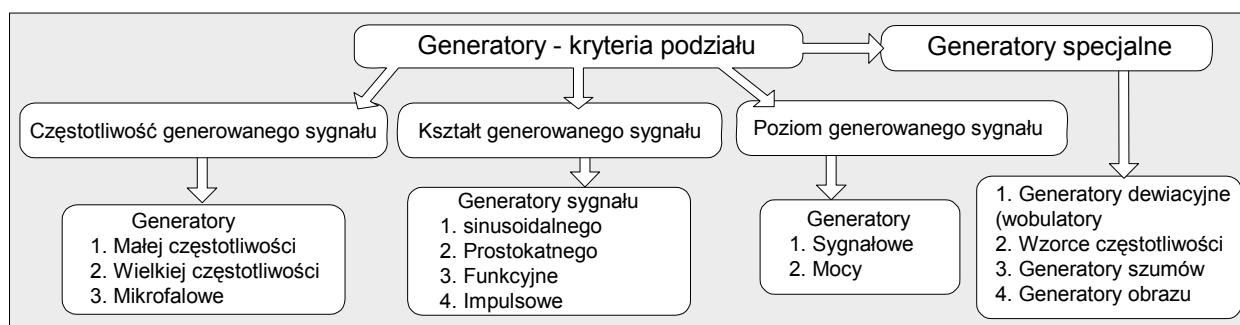 Generatory - kryteria podziału
Generatory specjalne
Częstotliwość generowanego sygnału
Kształt generowanego sygnału
Poziom generowanego sygnału
Generatory
1. Małej częstotliwości
2. Wielkiej częstotliwości
3. Mikrofalowe
Generatory sygnału
1. sinusoidalnego
2. Prostokatnego
3. Funkcyjne
4. Impulsowe
Generatory
1. Sygnałowe
2. Mocy
1. Generatory dewiacyjne
(wobulatory
2. Wzorce częstotliwości
3. Generatory szumów
4. Generatory obrazu